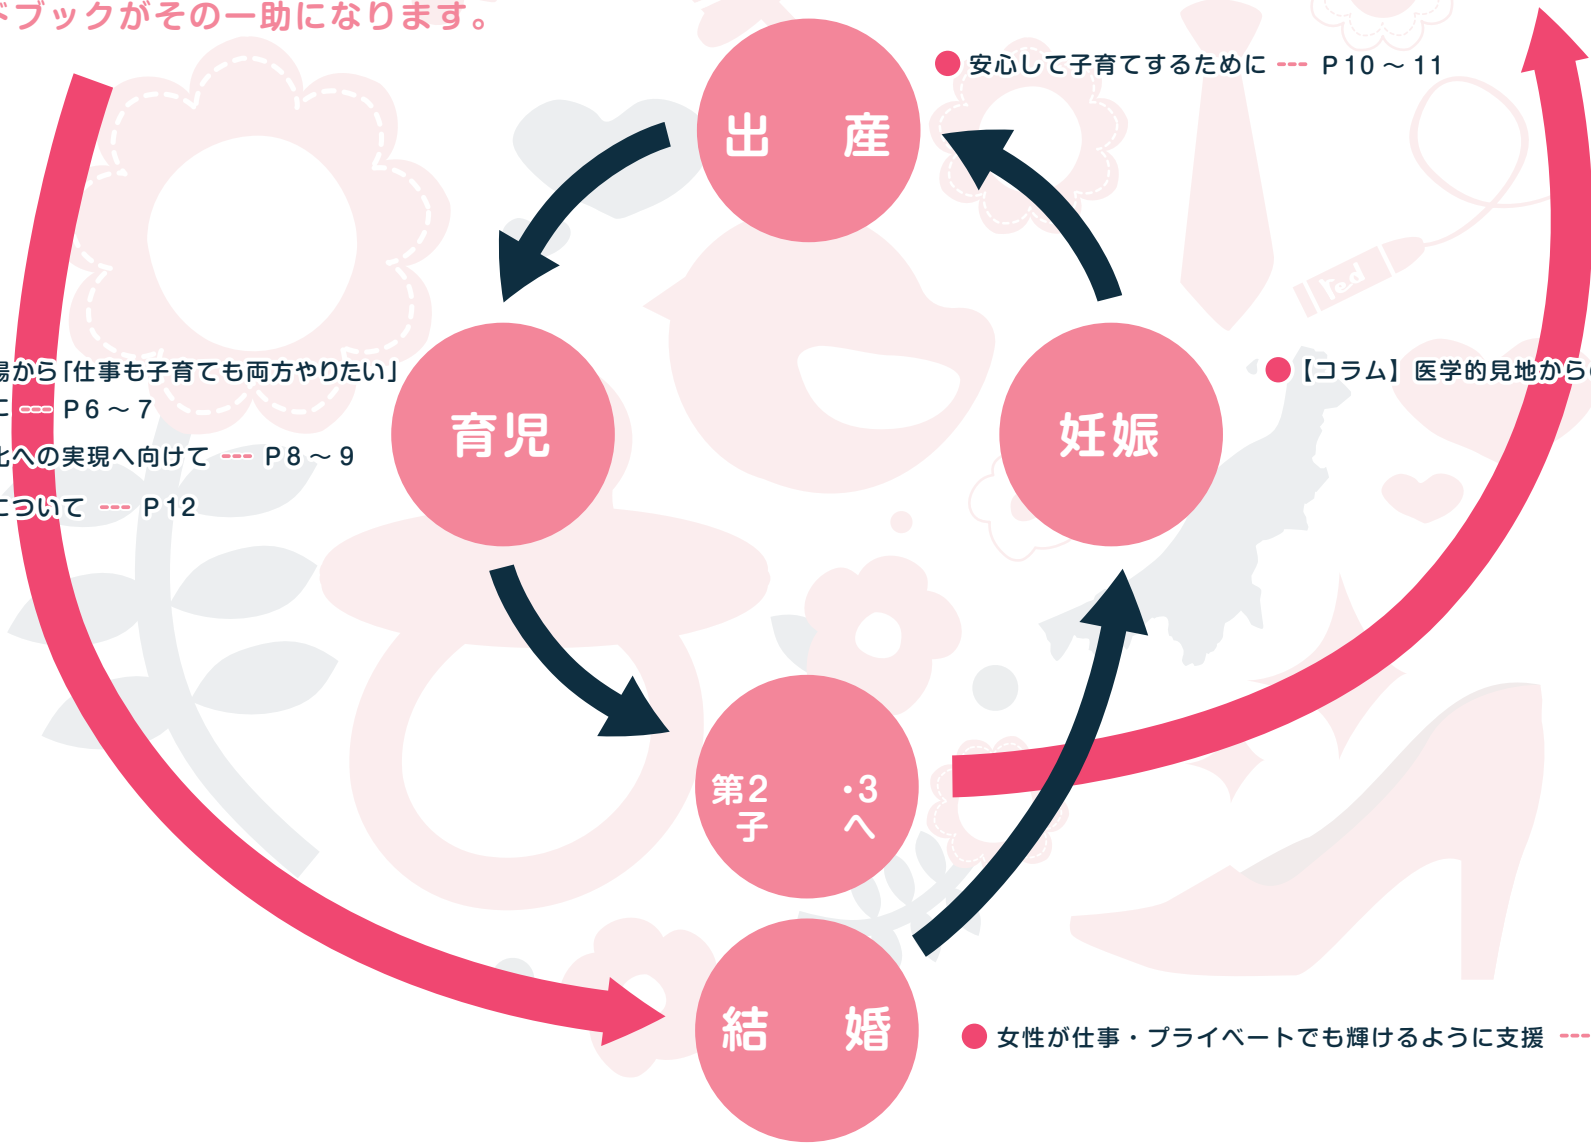 ドブックがその一助になります。
安心して子育てするために --- P10 ～ 11
出 産
場から「仕事も子育ても両方やりたい」
に --- P6 ～ 7
化への実現へ向けて --- P8 ～ 9
について --- P12
育児
妊娠
【コラム】医学的見地から
red
第2 ・3
子 へ
結 婚
女性が仕事・プライベートでも輝けるように支援 ---